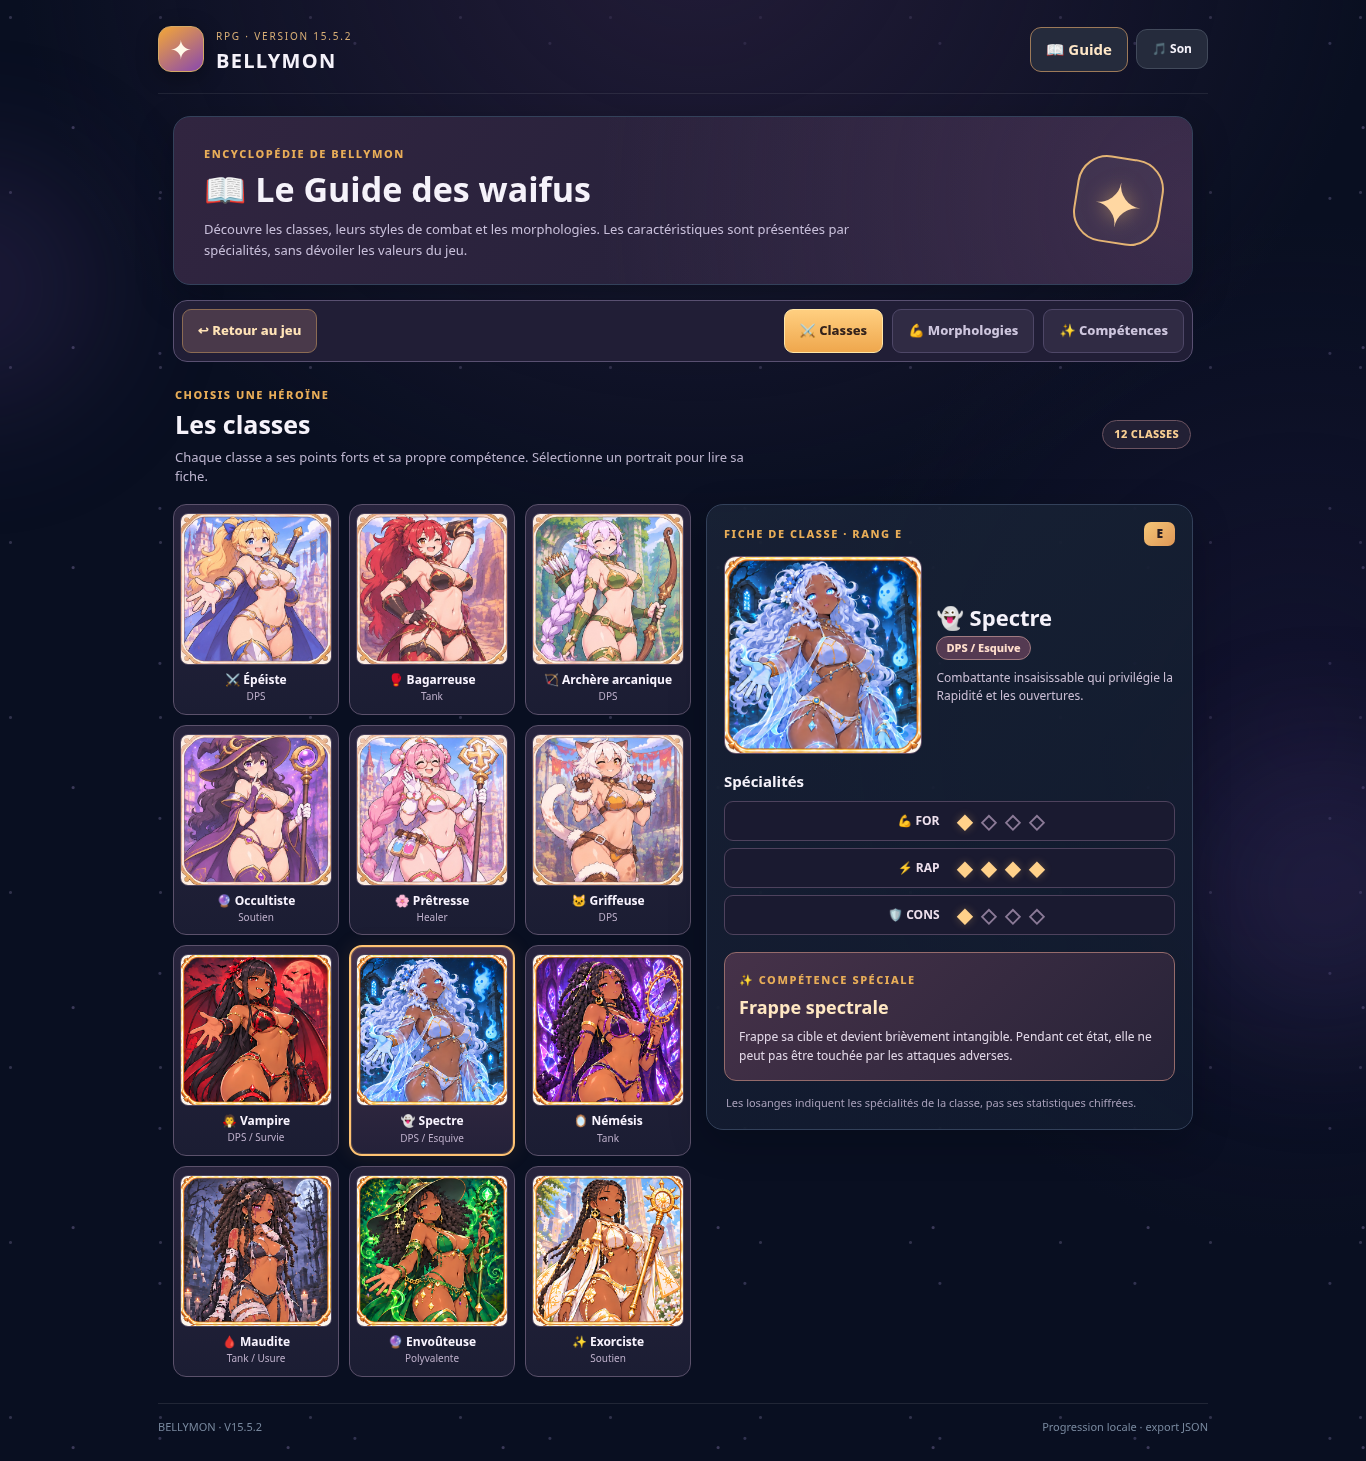 RPG · VERSION 15.5.2
BELLYMON
📖 Guide
🎵 Son
ENCYCLOPÉDIE DE BELLYMON
📖 Le Guide des waifus
Découvre les classes, leurs styles de combat et les morphologies. Les caractéristiques sont présentées par
spécialités, sans dévoiler les valeurs du jeu.
↩ Retour au jeu
⚔️ Classes
💪 Morphologies
✨ Compétences
CHOISIS UNE HÉROÏNE
Les classes
12 CLASSES
Chaque classe a ses points forts et sa propre compétence. Sélectionne un portrait pour lire sa
fiche.
⚔️ Épéiste
DPS
🥊 Bagarreuse
Tank
🏹 Archère arcanique
DPS
🔮 Occultiste
Soutien
🌸 Prêtresse
Healer
🐱 Griffeuse
DPS
🧛 Vampire
DPS / Survie
👻 Spectre
DPS / Esquive
🪞 Némésis
Tank
🩸 Maudite
Tank / Usure
🔮 Envoûteuse
Polyvalente
✨ Exorciste
Soutien
FICHE DE CLASSE · RANG E
E
👻 Spectre
DPS / Esquive
Combattante insaisissable qui privilégie la
Rapidité et les ouvertures.
Spécialités
💪 FOR ◆ ◇ ◇ ◇
⚡ RAP ◆ ◆ ◆ ◆
🛡️ CONS ◆ ◇ ◇ ◇
✨ COMPÉTENCE SPÉCIALE
Frappe spectrale
Frappe sa cible et devient brièvement intangible. Pendant cet état, elle ne
peut pas être touchée par les attaques adverses.
Les losanges indiquent les spécialités de la classe, pas ses statistiques chiffrées.
BELLYMON · V15.5.2
Progression locale · export JSON